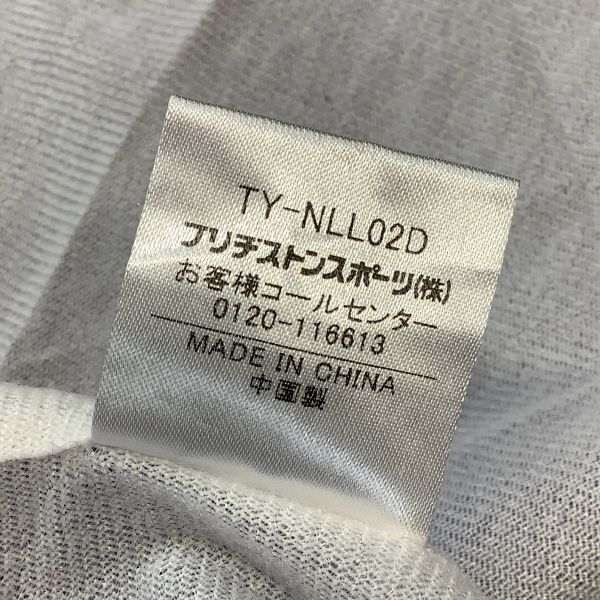 TY-NLL02D
ブリヂストンスポーツ(株)
お客様コールセンター
0120-116613
MADE IN CHINA
中国製